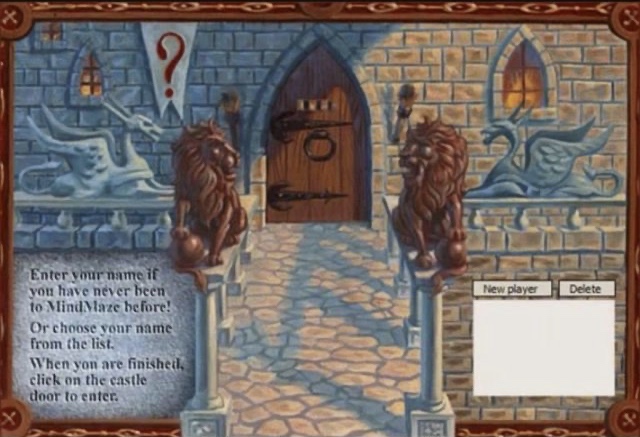 ?
Enter your name if
you have never been
to MindMaze before!
Or choose your name
from the list.
When you are finished,
click on the castle
door to enter.
New player
Delete